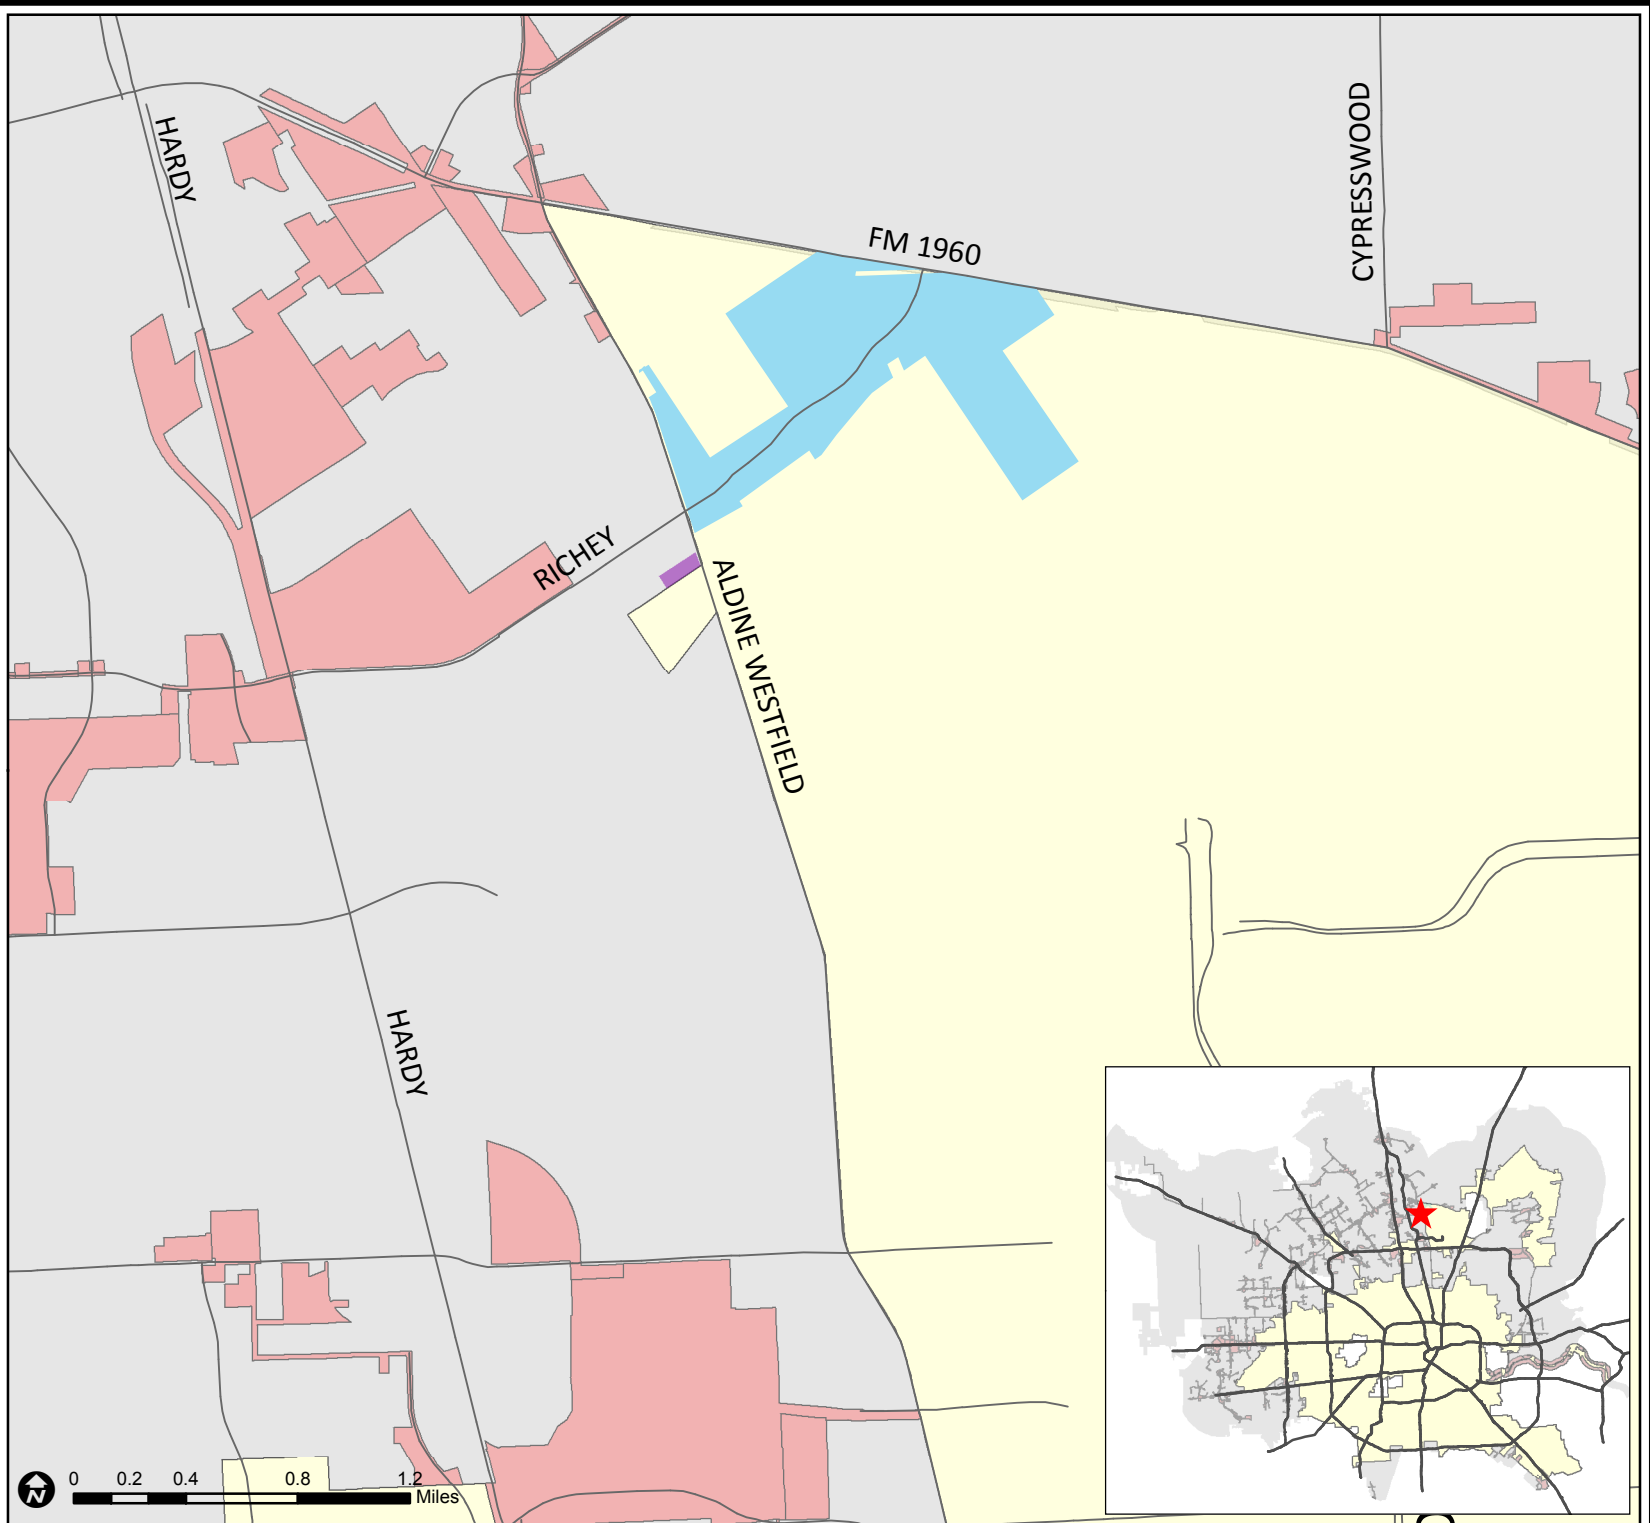 HARDY
CYPRESSWOOD
FM 1960
RICHEY
ALDINE WESTFIELD
HARDY
0 0.2 0.4 0.8 1.2
Miles
N